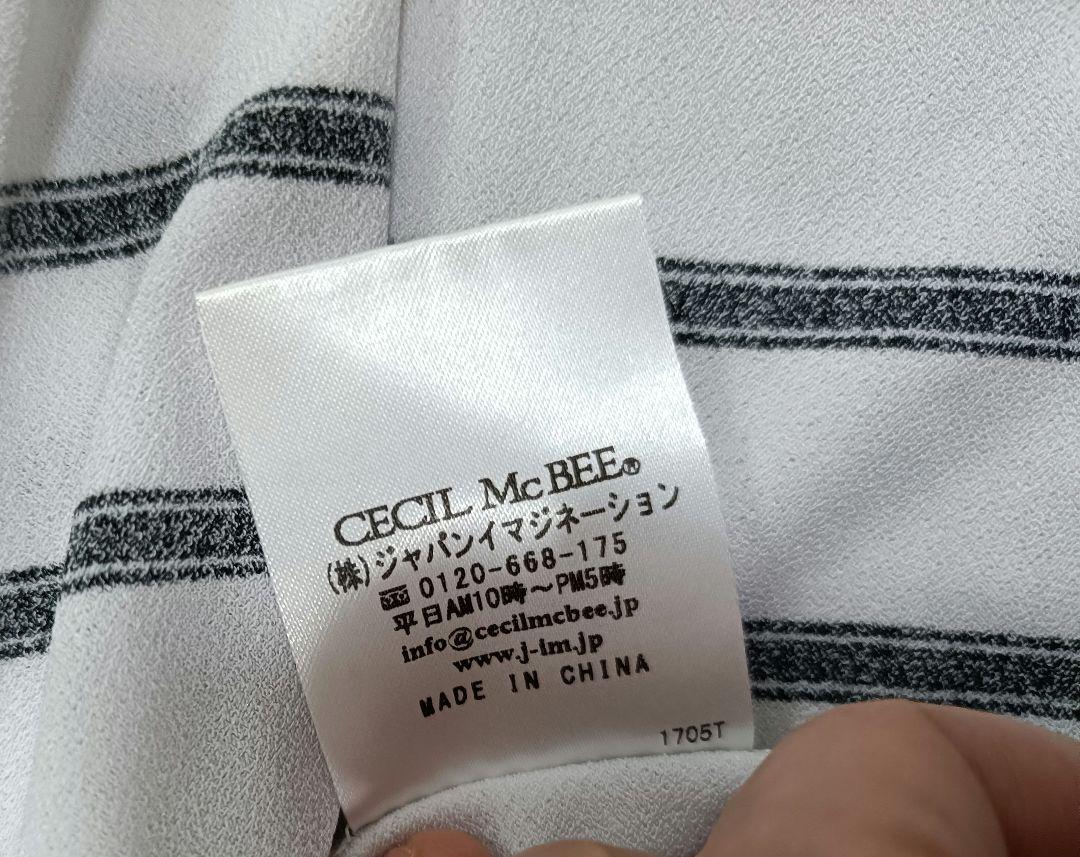 CECIL McBEE®
(株)ジャパンイマジネーション
0120-668-175
平日AM10時～PM5時
info@cecilmcbee.jp
www.j-im.jp
MADE IN CHINA
1705T